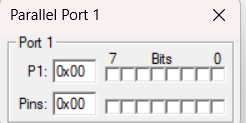 Parallel Port 1
Port 1
7 Bits 0
P1: 0x00
Pins: 0x00